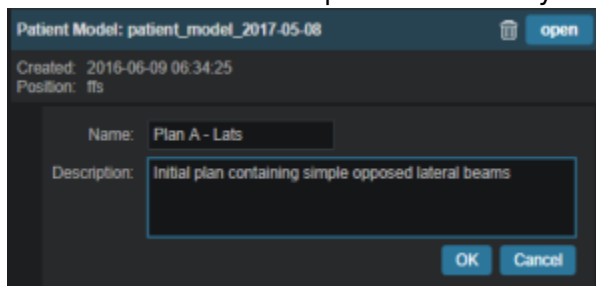 Patient Model: patient_model_2017-05-08 open
Created: 2016-06-09 06:34:25
Position: ffs
Name: Plan A - Lats
Description: Initial plan containing simple opposed lateral beams
OK Cancel